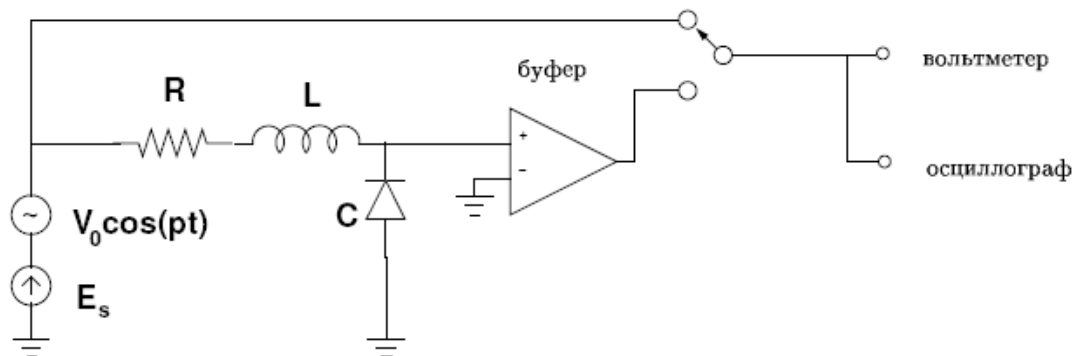 вольтметер
буфер
R
L
+
-
осциллограф
C
~
V₀cos(pt)
Eₛ